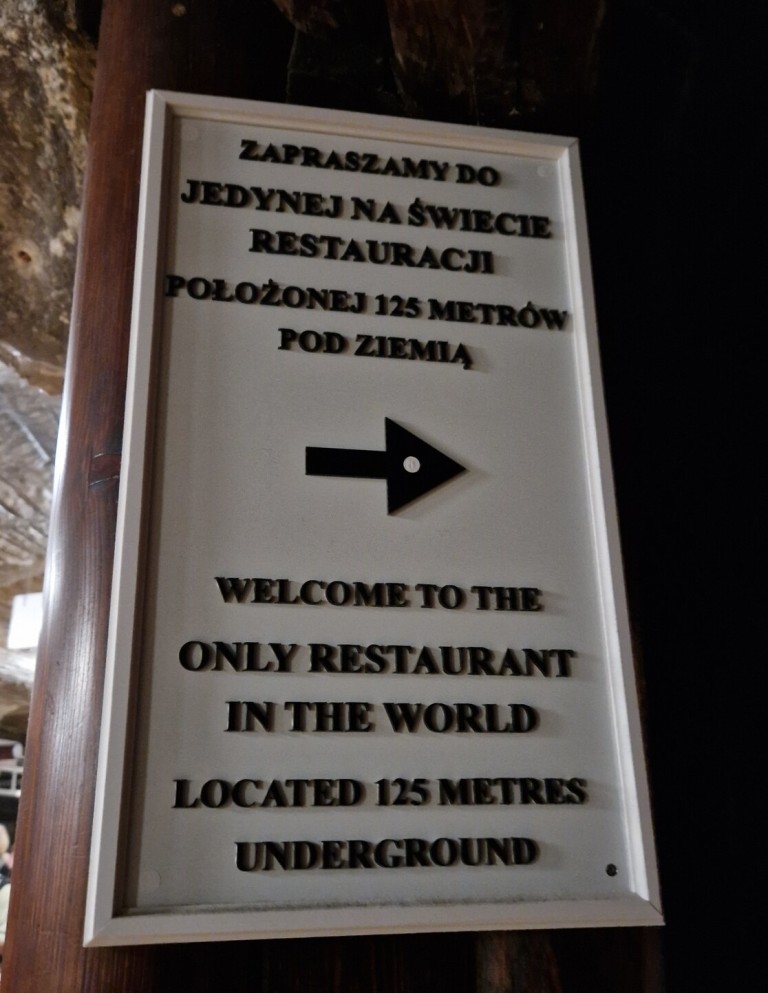 ZAPRASZAMY DO
JEDYNEJ NA ŚWIECIE
RESTAURACJI
POŁOŻONEJ 125 METRÓW
POD ZIEMIĄ
WELCOME TO THE
ONLY RESTAURANT
IN THE WORLD
LOCATED 125 METRES
UNDERGROUND